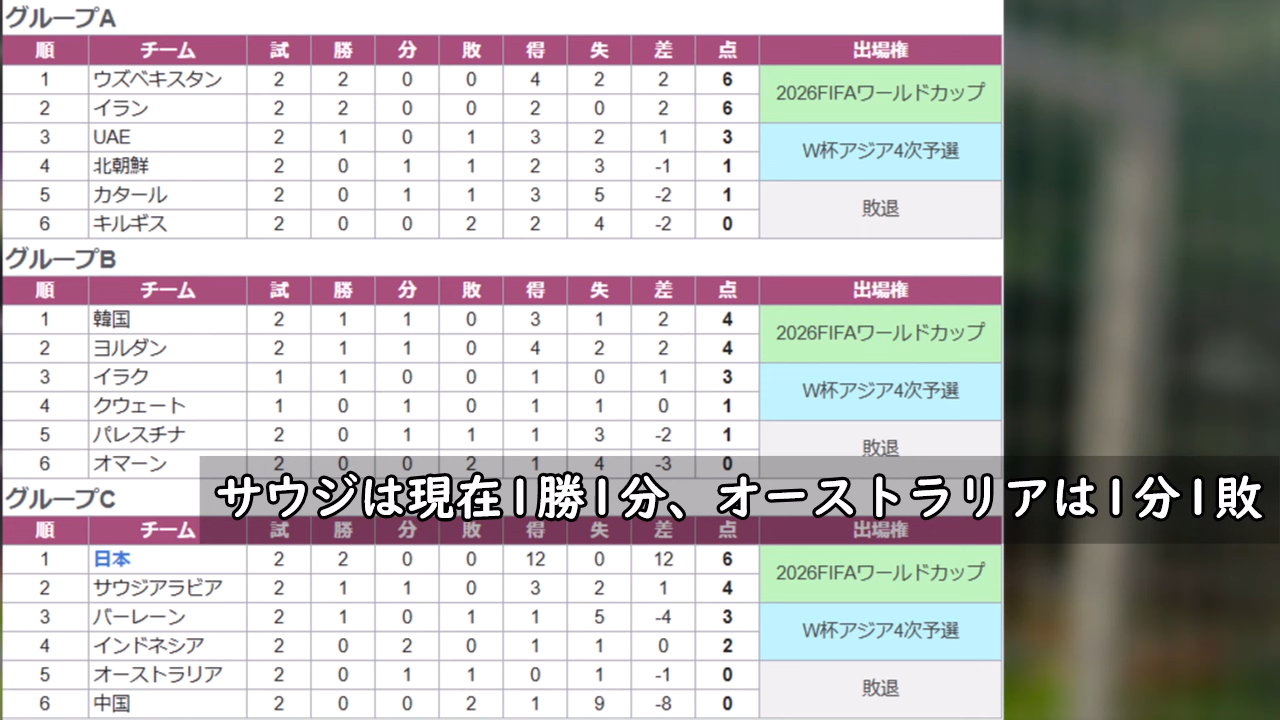 グループA
順 チーム 試 勝 分 敗 得 失 差 点 出場権
1 ウズベキスタン 2 2 0 0 4 2 2 6 2026FIFAワールドカップ
2 イラン 2 2 0 0 2 0 2 6
3 UAE 2 1 0 1 3 2 1 3 W杯アジア4次予選
4 北朝鮮 2 0 1 1 2 3 -1 1
5 カタール 2 0 1 1 3 5 -2 1 敗退
6 キルギス 2 0 0 2 2 4 -2 0
グループB
順 チーム 試 勝 分 敗 得 失 差 点 出場権
1 韓国 2 1 1 0 3 1 2 4 2026FIFAワールドカップ
2 ヨルダン 2 1 1 0 4 2 2 4
3 イラク 1 1 0 0 1 0 1 3 W杯アジア4次予選
4 クウェート 1 0 1 0 1 1 0 1
5 パレスチナ 2 0 1 1 1 3 -2 1 敗退
6 オマーン 2 0 0 2 1 4 -3 0
サウジは現在1勝1分、オーストラリアは1分1敗
グループC
順 チーム 試 勝 分 敗 得 失 差 点 出場権
1 日本 2 2 0 0 12 0 12 6 2026FIFAワールドカップ
2 サウジアラビア 2 1 1 0 3 2 1 4
3 バーレーン 2 1 0 1 1 5 -4 3 W杯アジア4次予選
4 インドネシア 2 0 2 0 1 1 0 2
5 オーストラリア 2 0 1 1 0 1 -1 0 敗退
6 中国 2 0 0 2 1 9 -8 0